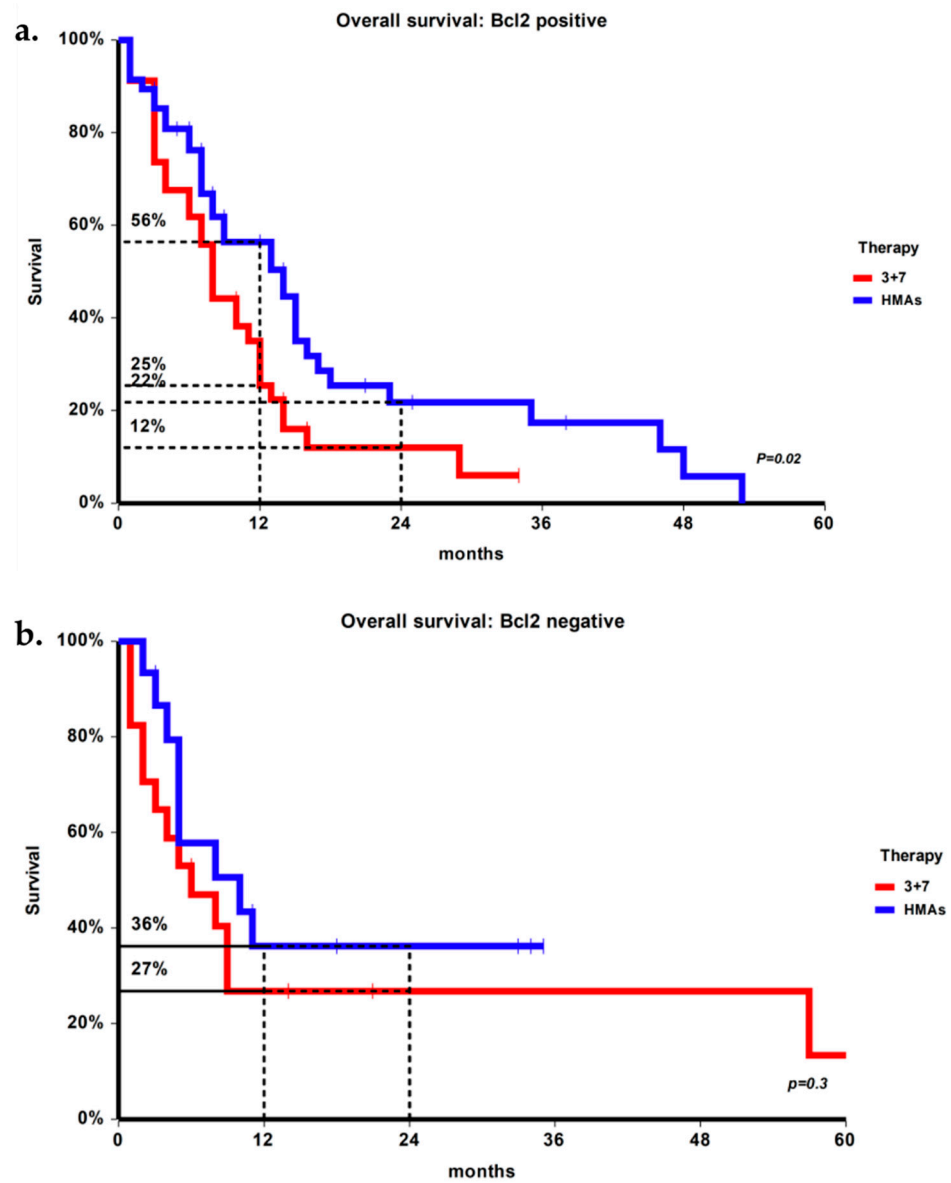 a.
Overall survival: Bcl2 positive
100%
80%
60%
40%
20%
0%
Survival
56%
25%
22%
12%
Therapy
3+7
HMAs
P=0.02
0 12 24 36 48 60
months
b.
Overall survival: Bcl2 negative
100%
80%
60%
40%
20%
0%
Survival
36%
27%
Therapy
3+7
HMAs
p=0.3
0 12 24 36 48 60
months